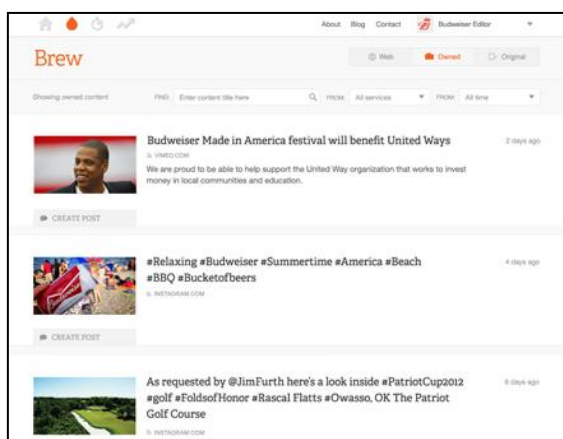 About Blog Contact Budweiser Editor
Brew
Web Owned Original
Showing owned content FIND: Enter content title here FROM: All services FROM: All time
Budweiser Made in America festival will benefit United Ways 2 days ago
VIMEO.COM
We are proud to be able to help support the United Way organization that works to invest
money in local communities and education.
CREATE POST
#Relaxing #Budweiser #Summertime #America #Beach 4 days ago
#BBQ #Bucketofbeers
INSTAGRAM.COM
Budweiser
CREATE POST
As requested by @JimFurth here's a look inside #PatriotCup2012 6 days ago
#golf #FoldsofHonor #Rascal Flatts #Owasso, OK The Patriot
Golf Course
INSTAGRAM.COM